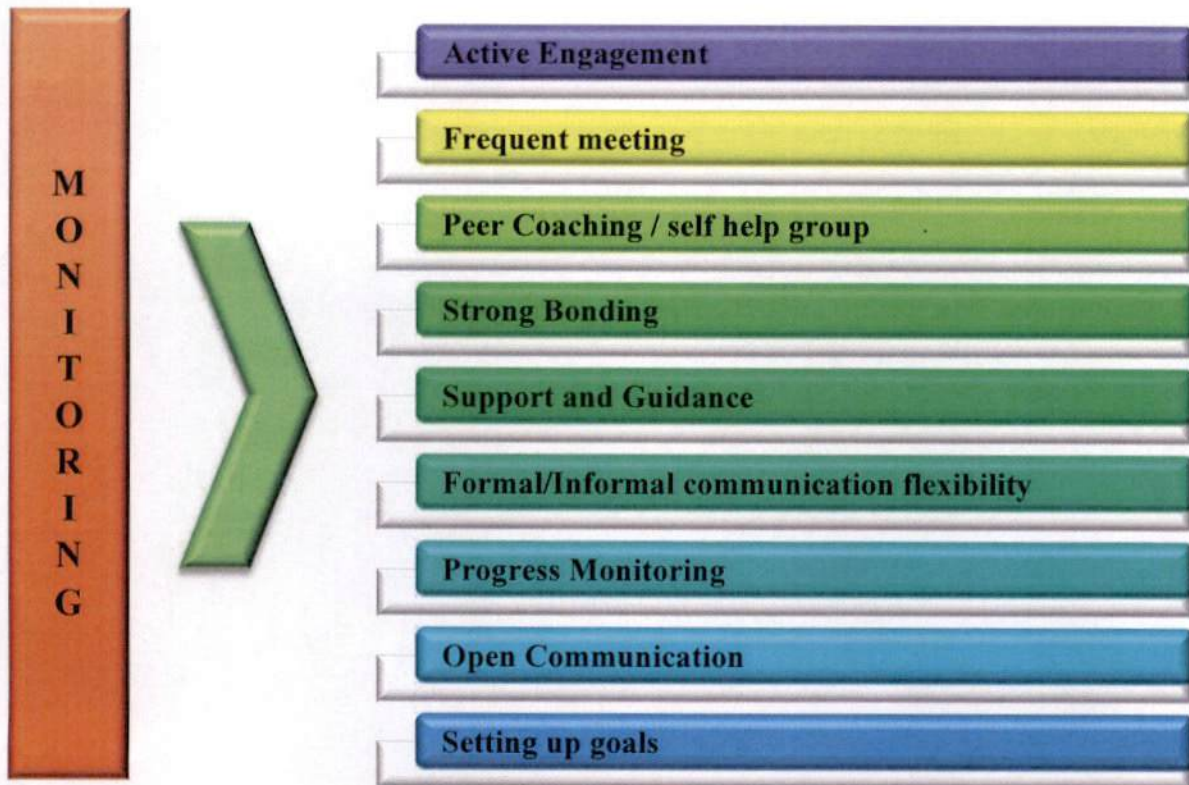 MONITORING
Active Engagement
Frequent meeting
Peer Coaching / self help group
Strong Bonding
Support and Guidance
Formal/Informal communication flexibility
Progress Monitoring
Open Communication
Setting up goals